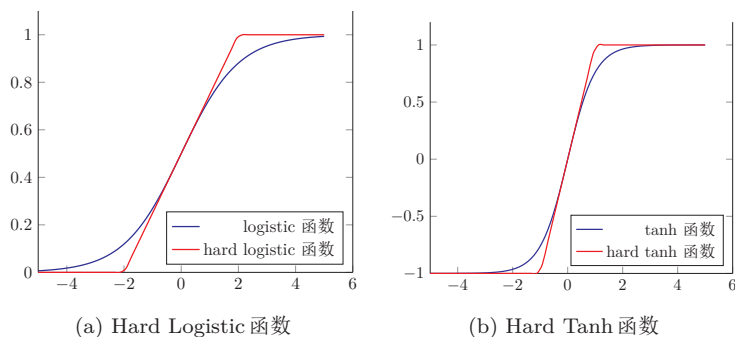 1
0.8
0.6
0.4
0.2
0
−4 −2 0 2 4 6
logistic 函数
hard logistic 函数
(a) Hard Logistic 函数
1
0.5
0
−0.5
−1
−4 −2 0 2 4 6
tanh 函数
hard tanh 函数
(b) Hard Tanh 函数